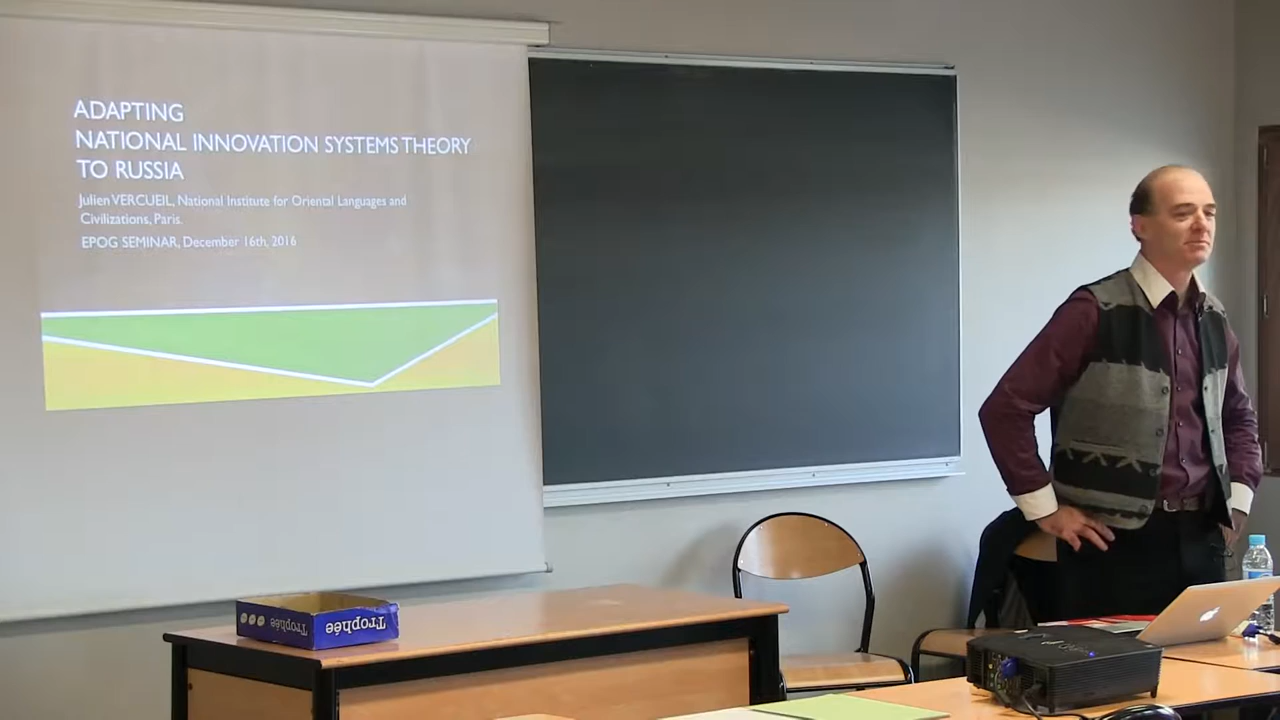 ADAPTING
NATIONAL INNOVATION SYSTEMS THEORY
TO RUSSIA
Julien VERCUEIL, National Institute for Oriental Languages and
Civilizations, Paris.
EPOG SEMINAR, December 16th, 2016
Trophée
Trophée